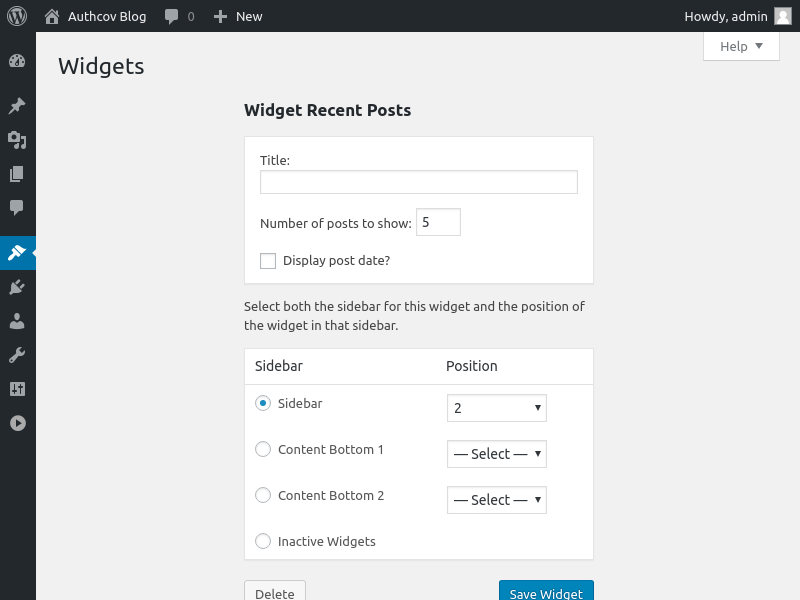 Authcov Blog 0 New Howdy, admin
Help
Widgets
Widget Recent Posts
Title:
Number of posts to show: 5
Display post date?
Select both the sidebar for this widget and the position
of the widget in that sidebar.
Sidebar Position
Sidebar 2
Content Bottom 1 — Select —
Content Bottom 2 — Select —
Inactive Widgets
Delete Save Widget